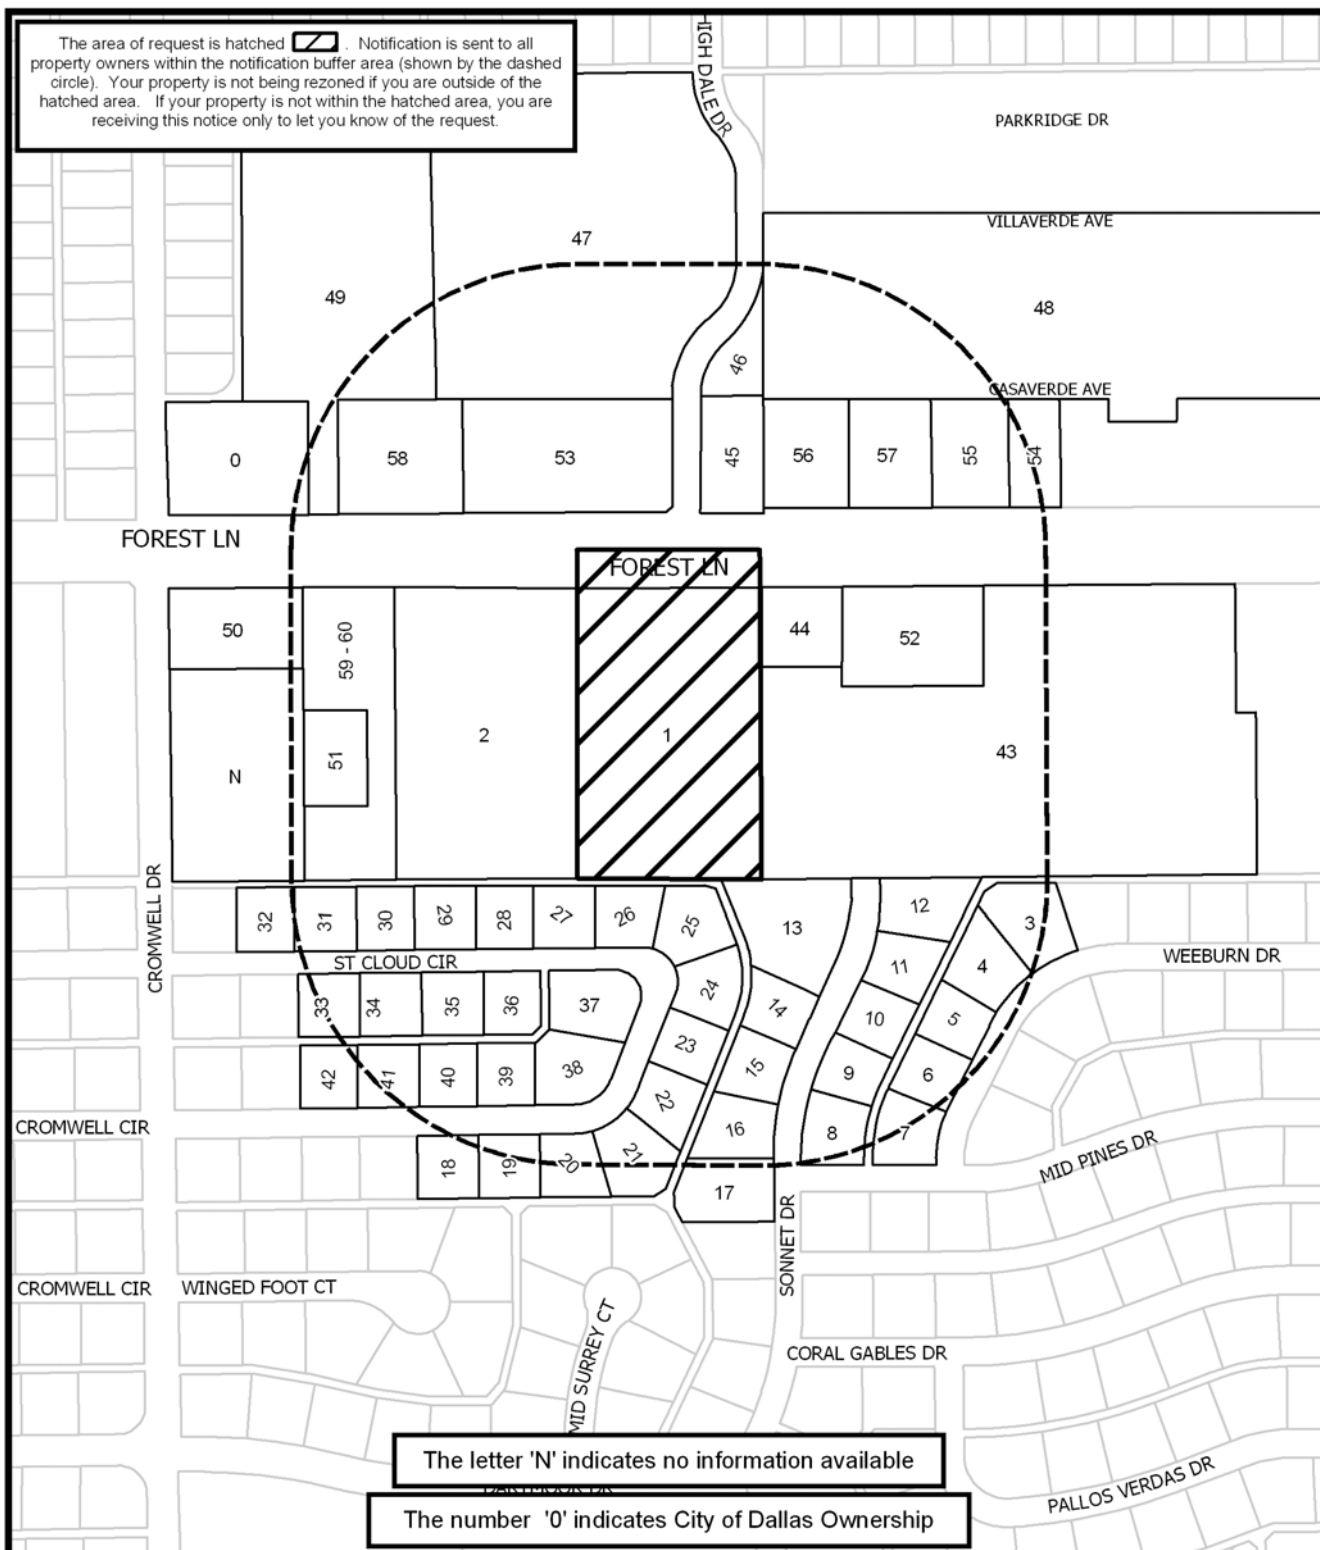 The area of request is hatched . Notification is sent to all
property owners within the notification buffer area (shown by the dashed
circle). Your property is not being rezoned if you are outside of the
hatched area. If your property is not within the hatched area, you are
receiving this notice only to let you know of the request.
HIGH DALE DR
PARKRIDGE DR
VILLAVERDE AVE
47
49
48
46
CASAVERDE AVE
0
58
53
45
56
57
55
54
FOREST LN
FOREST LN
50
59 - 60
44
52
2
1
43
51
N
CROMWELL DR
32
31
30
29
28
27
26
25
13
12
3
ST CLOUD CIR
WEEBURN DR
11
4
24
33
34
35
36
37
14
10
5
23
42
41
40
39
38
15
9
6
22
CROMWELL CIR
16
8
7
21
18
19
20
MID PINES DR
17
SONNET DR
CROMWELL CIR
WINGED FOOT CT
MID SURREY CT
CORAL GABLES DR
The letter 'N' indicates no information available
PALLOS VERDAS DR
The number '0' indicates City of Dallas Ownership